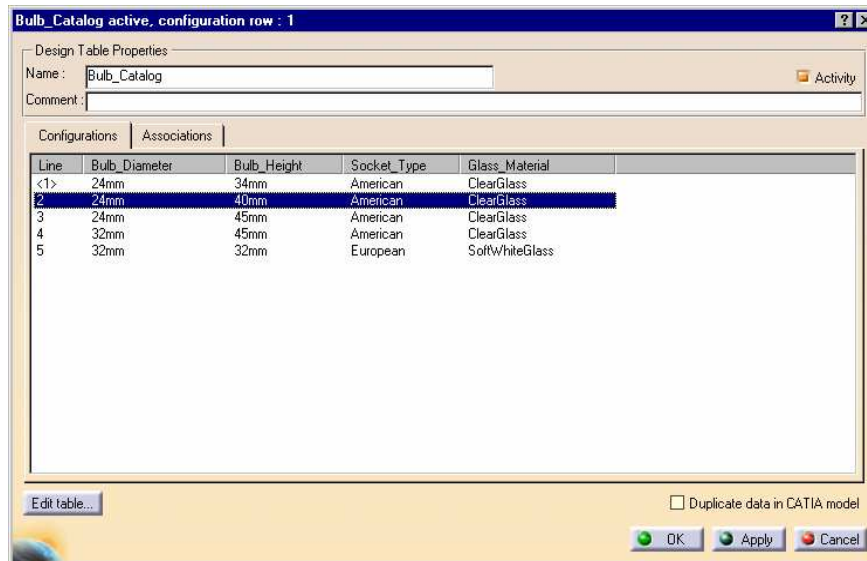 Bulb_Catalog active, configuration row : 1
Design Table Properties
Name : Bulb_Catalog
Activity
Comment :
Configurations Associations
Line Bulb_Diameter Bulb_Height Socket_Type Glass_Material
<1> 24mm 34mm American ClearGlass
2 24mm 40mm American ClearGlass
3 24mm 45mm American ClearGlass
4 32mm 45mm American ClearGlass
5 32mm 32mm European SoftWhiteGlass
Edit table... Duplicate data in CATIA model
OK Apply Cancel